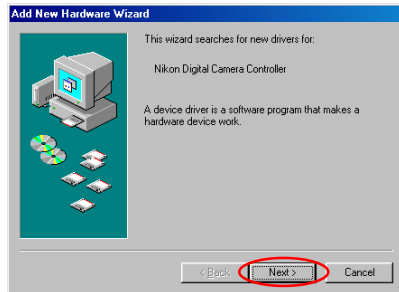 Add New Hardware Wizard
This wizard searches for new drivers for:
Nikon Digital Camera Controller
A device driver is a software program that makes a
hardware device work.
< Back
Next >
Cancel